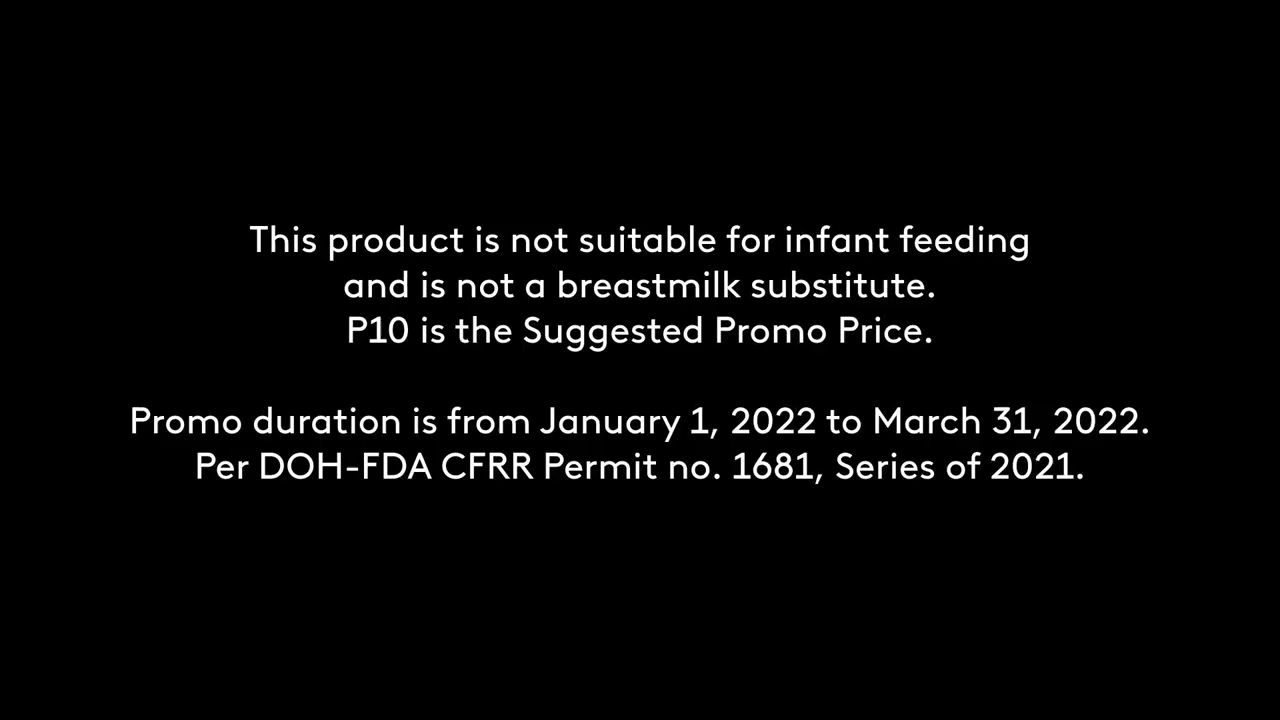 This product is not suitable for infant feeding
and is not a breastmilk substitute.
P10 is the Suggested Promo Price.
Promo duration is from January 1, 2022 to March 31, 2022.
Per DOH-FDA CFRR Permit no. 1681, Series of 2021.